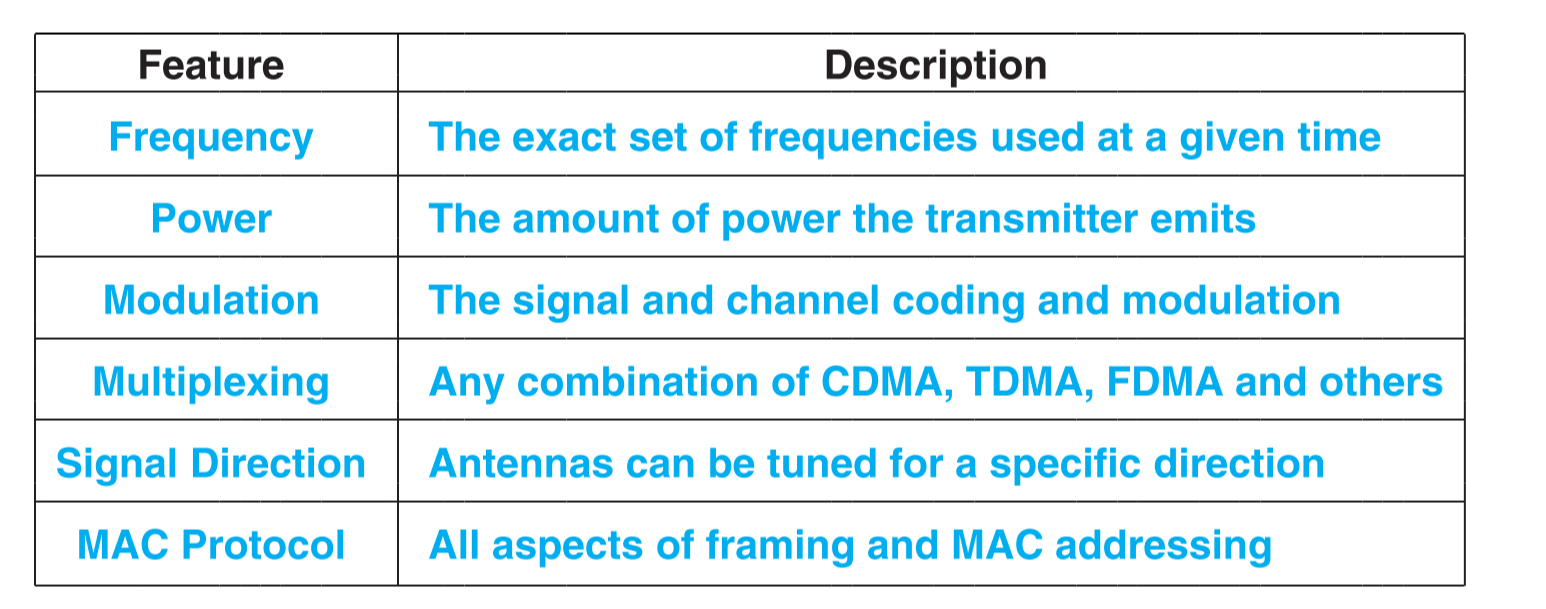 Feature Description
Frequency The exact set of frequencies used at a given time
Power The amount of power the transmitter emits
Modulation The signal and channel coding and modulation
Multiplexing Any combination of CDMA, TDMA, FDMA and others
Signal Direction Antennas can be tuned for a specific direction
MAC Protocol All aspects of framing and MAC addressing